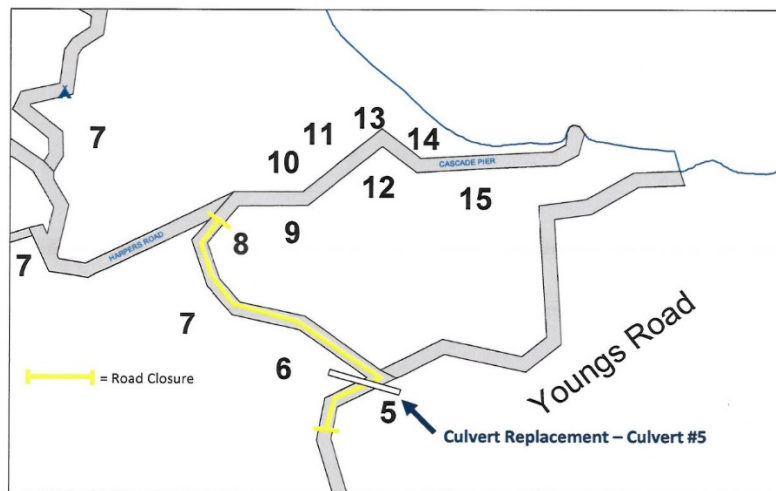 13
14
11
7
10
CASCADE PIER
12
15
9
HARPERS ROAD
8
7
7
Youngs Road
6
= Road Closure
5
Culvert Replacement – Culvert #5